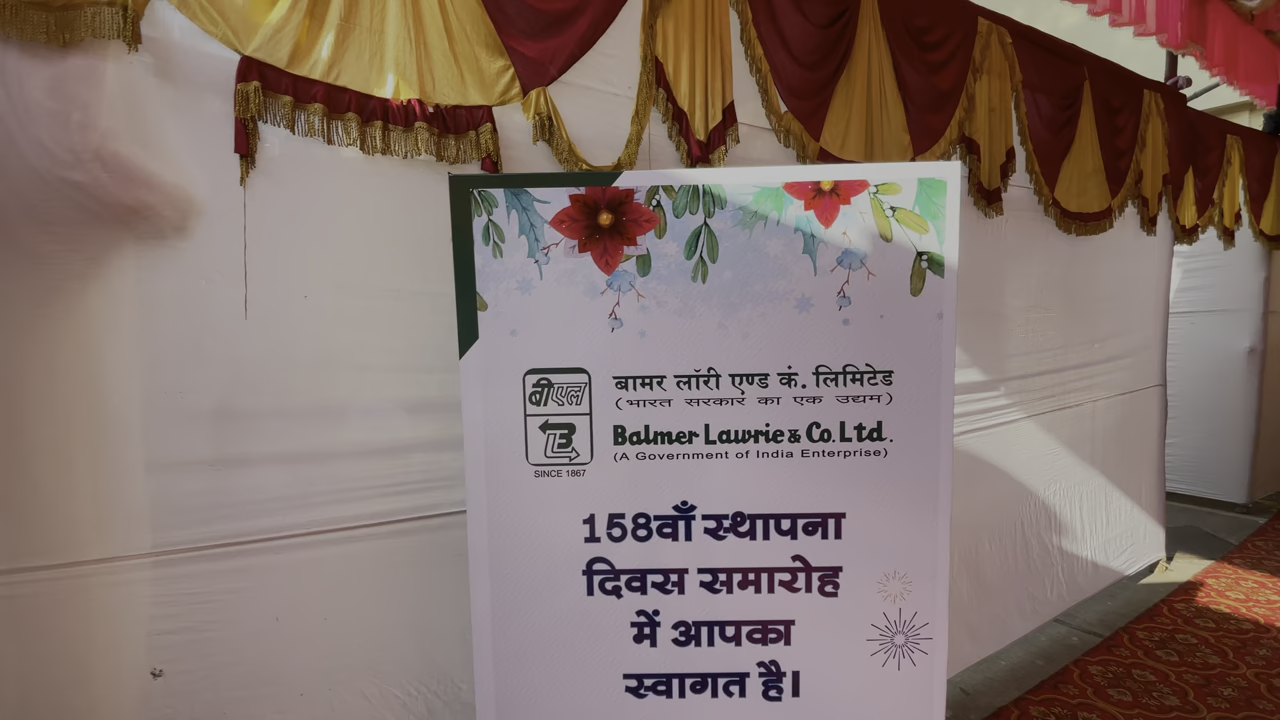 बीएल
बामर लॉरी एण्ड कं. लिमिटेड
(भारत सरकार का एक उद्यम)
Balmer Lawrie & Co. Ltd.
(A Government of India Enterprise)
SINCE 1867
158वाँ स्थापना
दिवस समारोह
में आपका
स्वागत है।